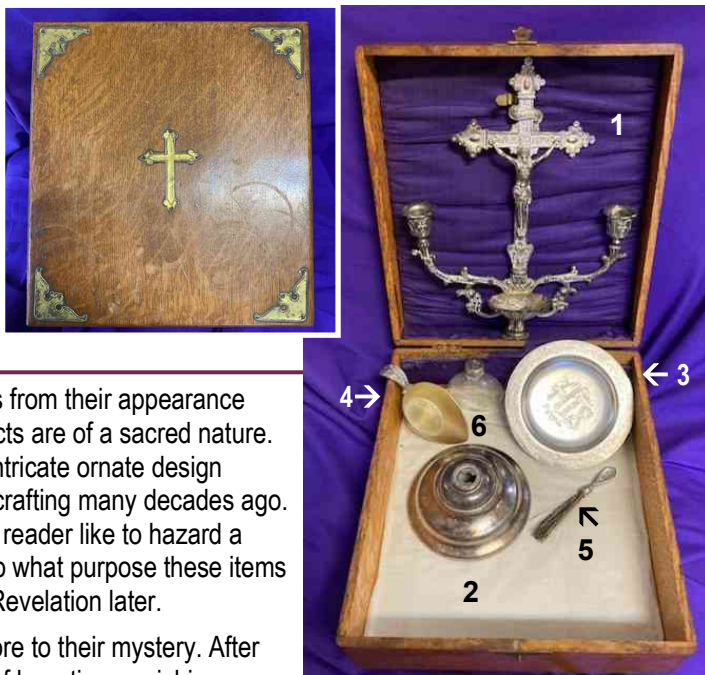 1
3
4
6
5
2
s from their appearance
cts are of a sacred nature.
ntricate ornate design
crafting many decades ago.
reader like to hazard a
o what purpose these items
Revelation later.
ore to their mystery. After